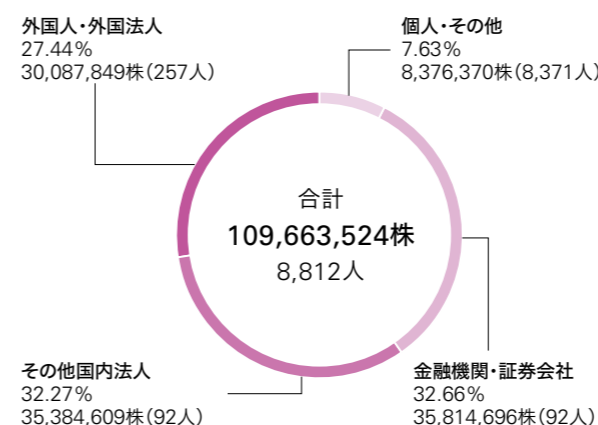 外国人・外国法人
27.44%
30,087,849株(257人)
個人・その他
7.63%
8,376,370株(8,371人)
合計
109,663,524株
8,812人
その他国内法人
32.27%
35,384,609株(92人)
金融機関・証券会社
32.66%
35,814,696株(92人)